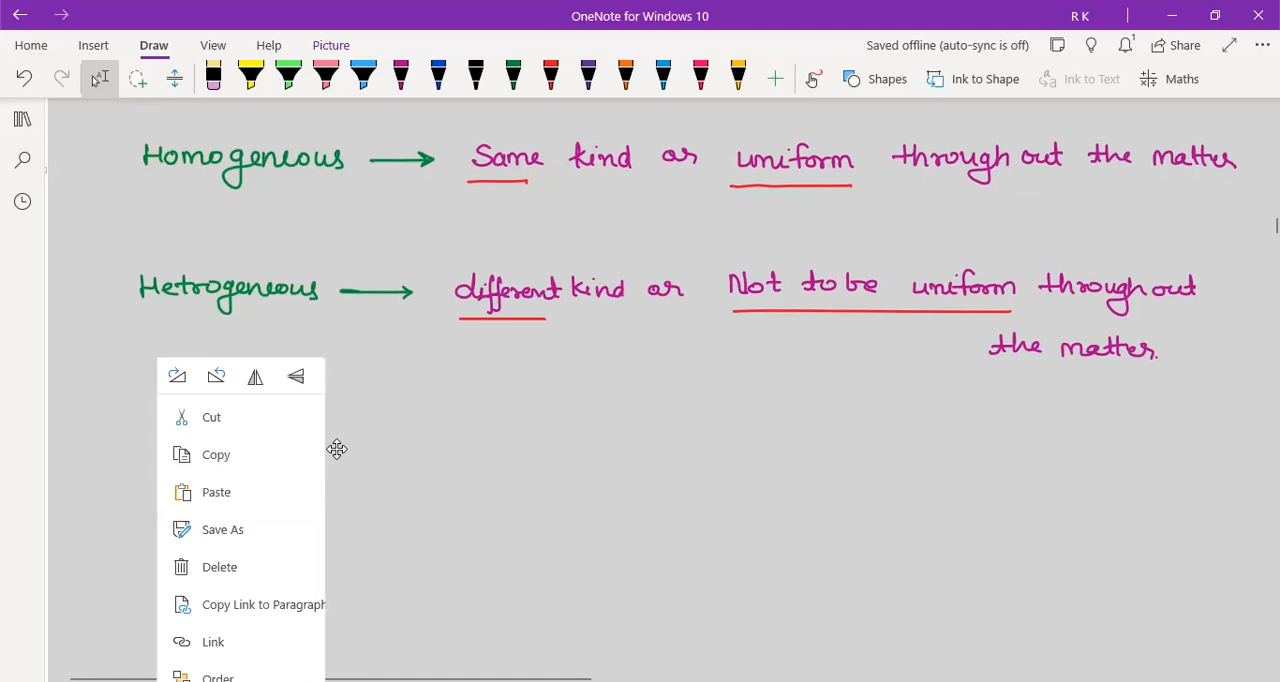 OneNote for Windows 10
R K
Home Insert Draw View Help Picture
Saved offline (auto-sync is off) 1 Share
Shapes Ink to Shape Ink to Text Maths
Homogeneous → Same kind or uniform through out the matter
Hetrogeneous → different kind or Not to be uniform throughout
the matter.
Cut
Copy
Paste
Save As
Delete
Copy Link to Paragraph
Link
Order